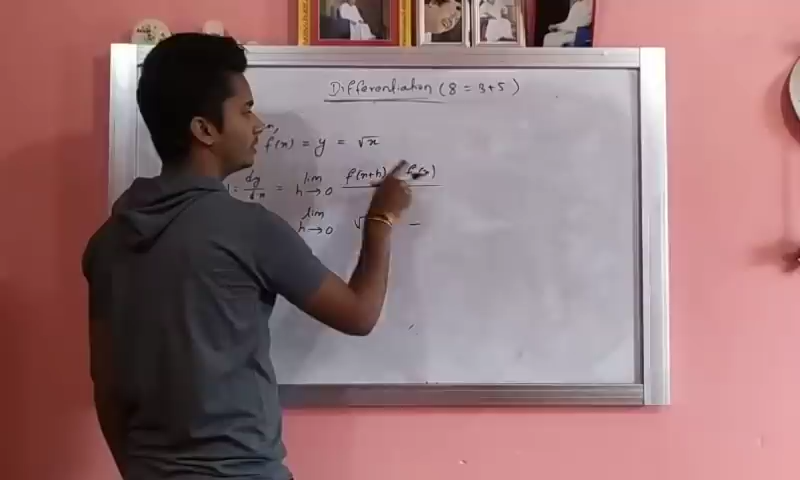 Differentiation (8 = 3+5)
f(x) = y = √x
= dy/dx = lim h→0 f(x+h) f(x)
lim h→0 √ −